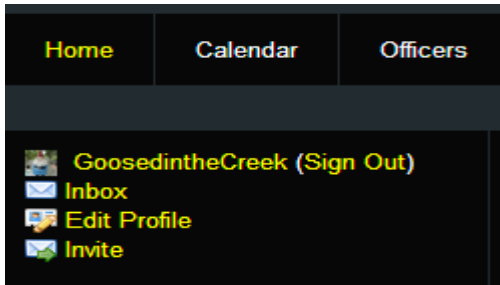 Home Calendar Officers
GoosedintheCreek (Sign Out)
Inbox
Edit Profile
Invite